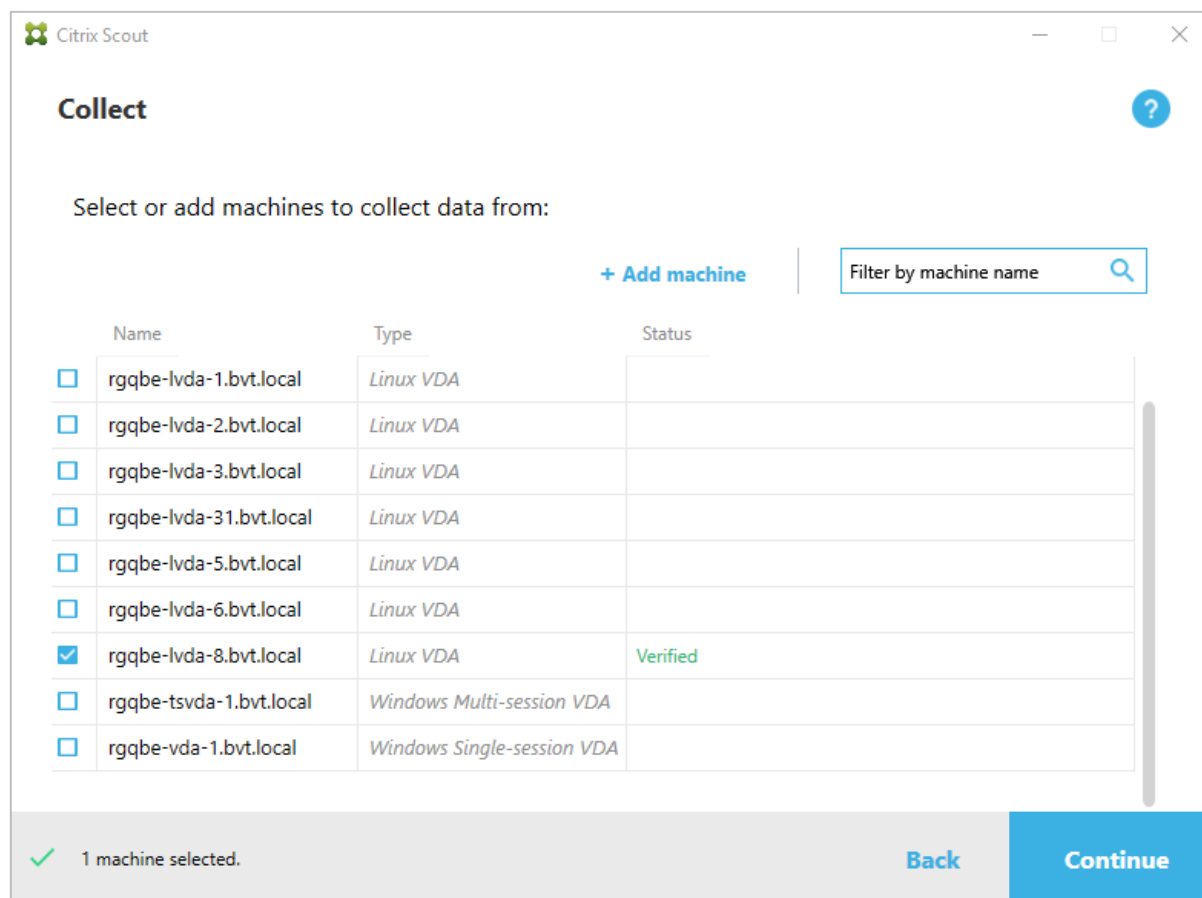 Citrix Scout
Collect
?
Select or add machines to collect data from:
+ Add machine
Filter by machine name
Name Type Status
rgqbe-lvda-1.bvt.local Linux VDA
rgqbe-lvda-2.bvt.local Linux VDA
rgqbe-lvda-3.bvt.local Linux VDA
rgqbe-lvda-31.bvt.local Linux VDA
rgqbe-lvda-5.bvt.local Linux VDA
rgqbe-lvda-6.bvt.local Linux VDA
rgqbe-lvda-8.bvt.local Linux VDA Verified
rgqbe-tsvda-1.bvt.local Windows Multi-session VDA
rgqbe-vda-1.bvt.local Windows Single-session VDA
1 machine selected.
Back
Continue